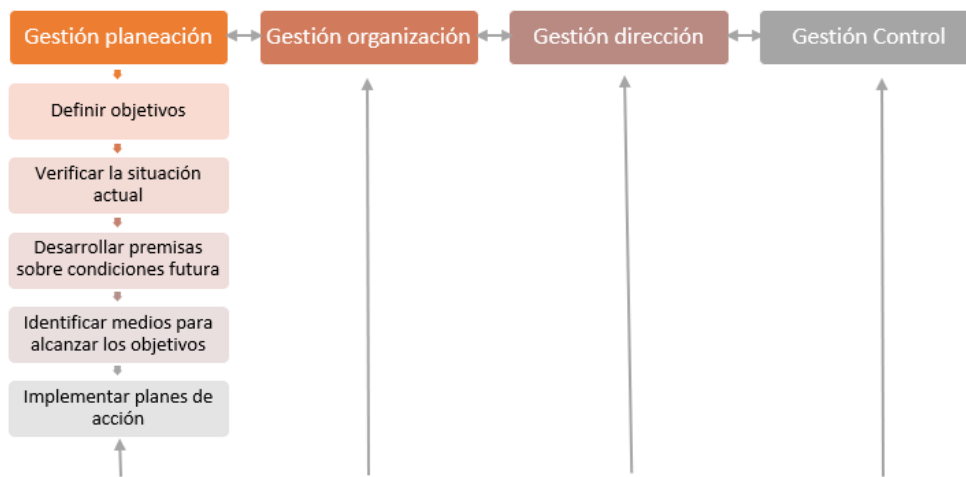 Gestión planeación
Gestión organización
Gestión dirección
Gestión Control
Definir objetivos
Verificar la situación
actual
Desarrollar premisas
sobre condiciones futura
Identificar medios para
alcanzar los objetivos
Implementar planes de
acción